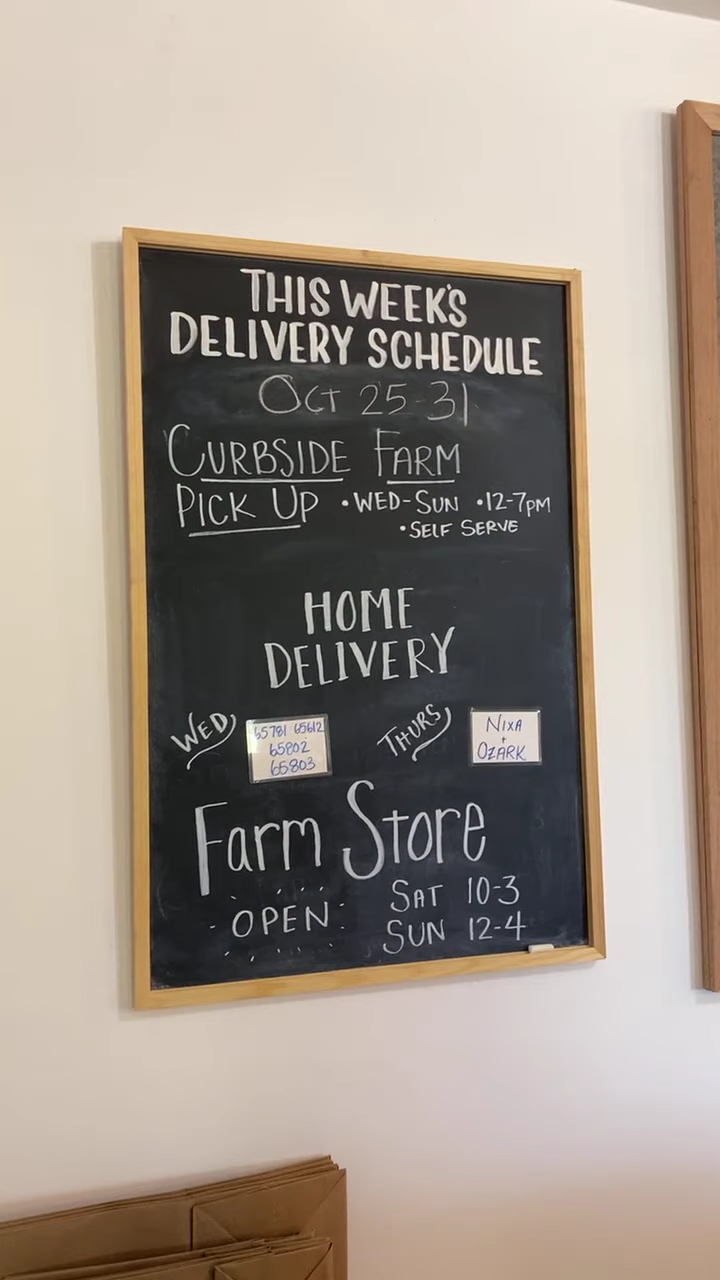 THIS WEEK'S
DELIVERY SCHEDULE
OCT 25-31
CURBSIDE FARM
PICK UP • WED-SUN • 12-7PM
• SELF SERVE
HOME
DELIVERY
WED 65781 65612
65802
65803
THURS NIXA
+
OZARK
Farm Store
OPEN SAT 10-3
SUN 12-4